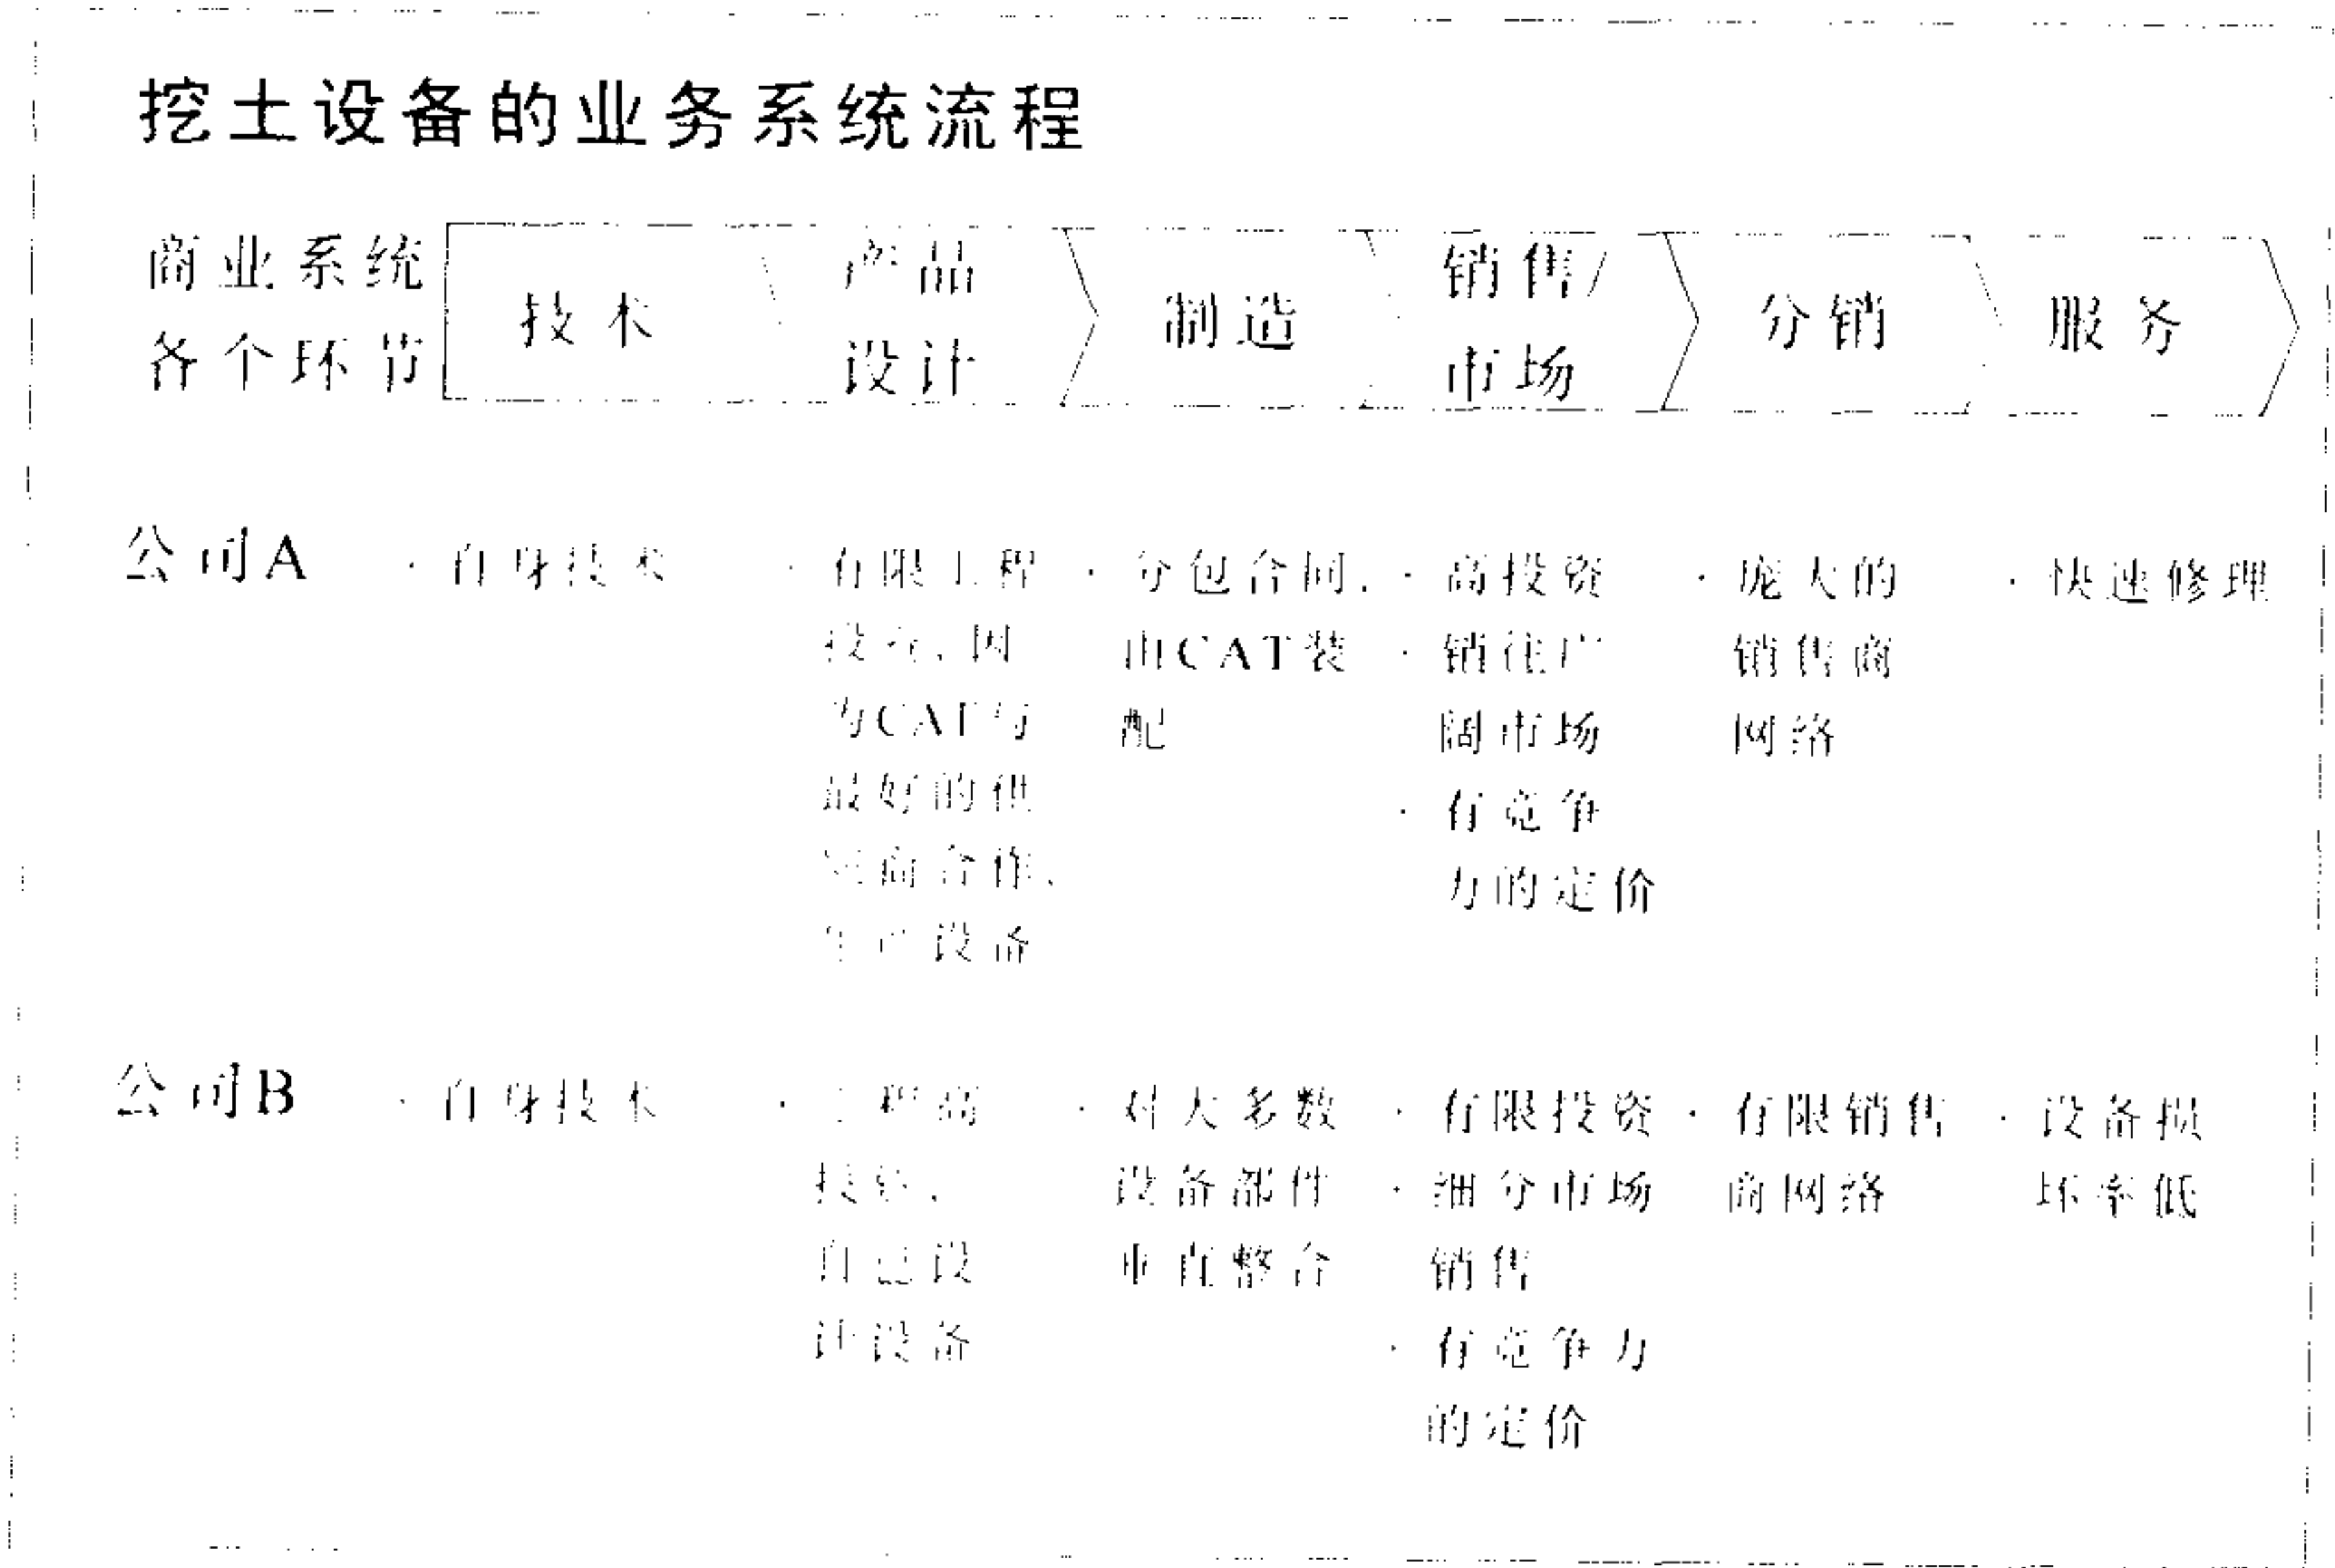 挖土设备的业务系统流程
商业系统
各个环节
技术
产品
设计
制造
销售/
市场
分销
服务
公司A
· 自身技术
· 有限工程
投资、因
为CAT与
最好的供
应商合作、
生产设备
· 分包合同,
由CAT装
配
· 高投资
· 销往广
阔市场
· 有竞争
力的定价
· 庞大的
销售商
网络
· 快速修理
公司B
· 自身技术
· 工程高
自己设
计设备
· 对大多数
设备部件
垂直整合
· 有限投资
· 细分市场
销售
· 有竞争力
的定价
· 有限销售
商网络
· 设备损
坏率低